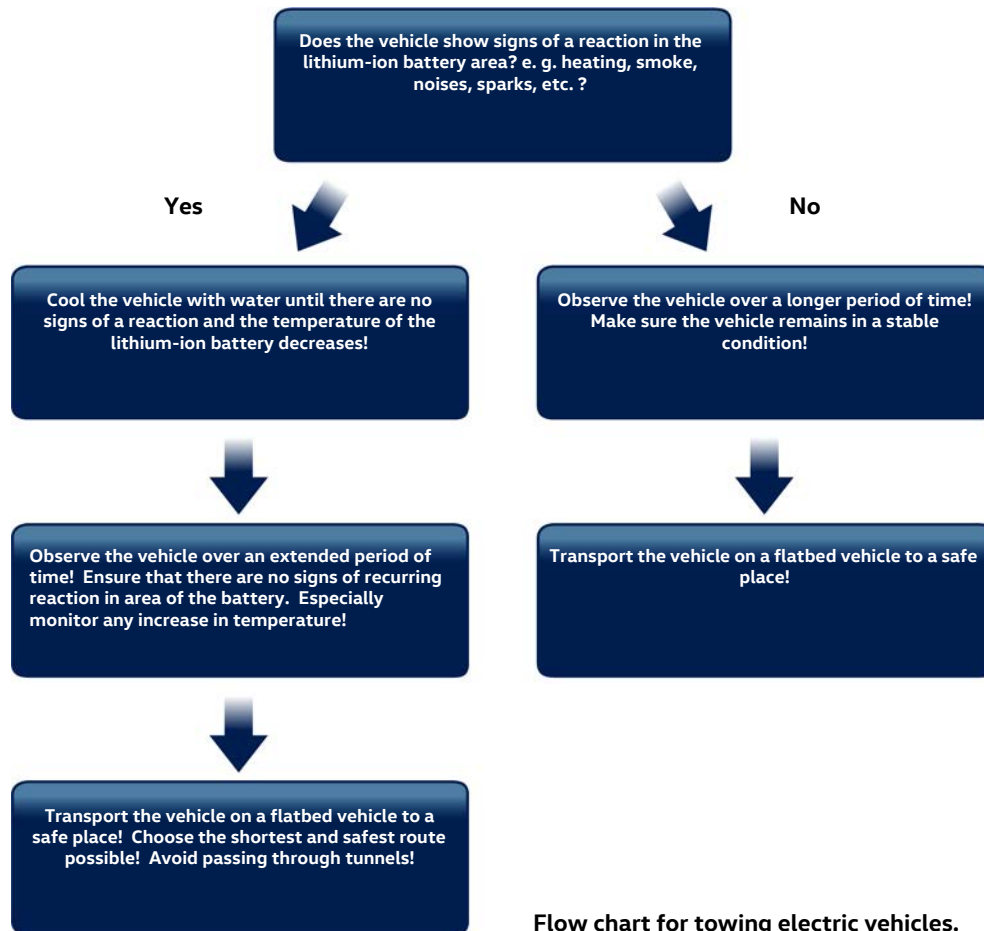 Does the vehicle show signs of a reaction in the
lithium-ion battery area? e. g. heating, smoke,
noises, sparks, etc. ?
Yes
No
Cool the vehicle with water until there are no
signs of a reaction and the temperature of the
lithium-ion battery decreases!
Observe the vehicle over a longer period of time!
Make sure the vehicle remains in a stable
condition!
Observe the vehicle over an extended period of
time! Ensure that there are no signs of recurring
reaction in area of the battery. Especially
monitor any increase in temperature!
Transport the vehicle on a flatbed vehicle to a safe
place!
Transport the vehicle on a flatbed vehicle to a
safe place! Choose the shortest and safest route
possible! Avoid passing through tunnels!
Flow chart for towing electric vehicles.